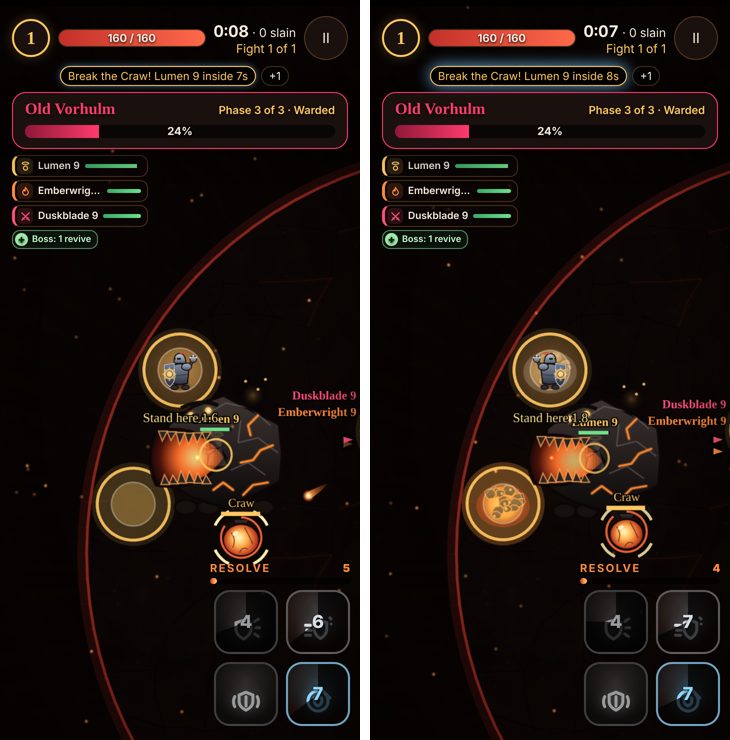 1
160 / 160
0:08 · 0 slain
Fight 1 of 1
Break the Craw! Lumen 9 inside 7s
+1
Old Vorhulm
Phase 3 of 3 · Warded
24%
Lumen 9
Emberwrig...
Duskblade 9
Boss: 1 revive
Duskblade 9
Emberwright 9
Stand here 1.6
Craw
RESOLVE 5
4
6
7
1
160 / 160
0:07 · 0 slain
Fight 1 of 1
Break the Craw! Lumen 9 inside 8s
+1
Old Vorhulm
Phase 3 of 3 · Warded
24%
Lumen 9
Emberwrig...
Duskblade 9
Boss: 1 revive
Duskblade 9
Emberwright 9
Stand here 1.8
Lumen 9
Craw
RESOLVE 4
4
7
7